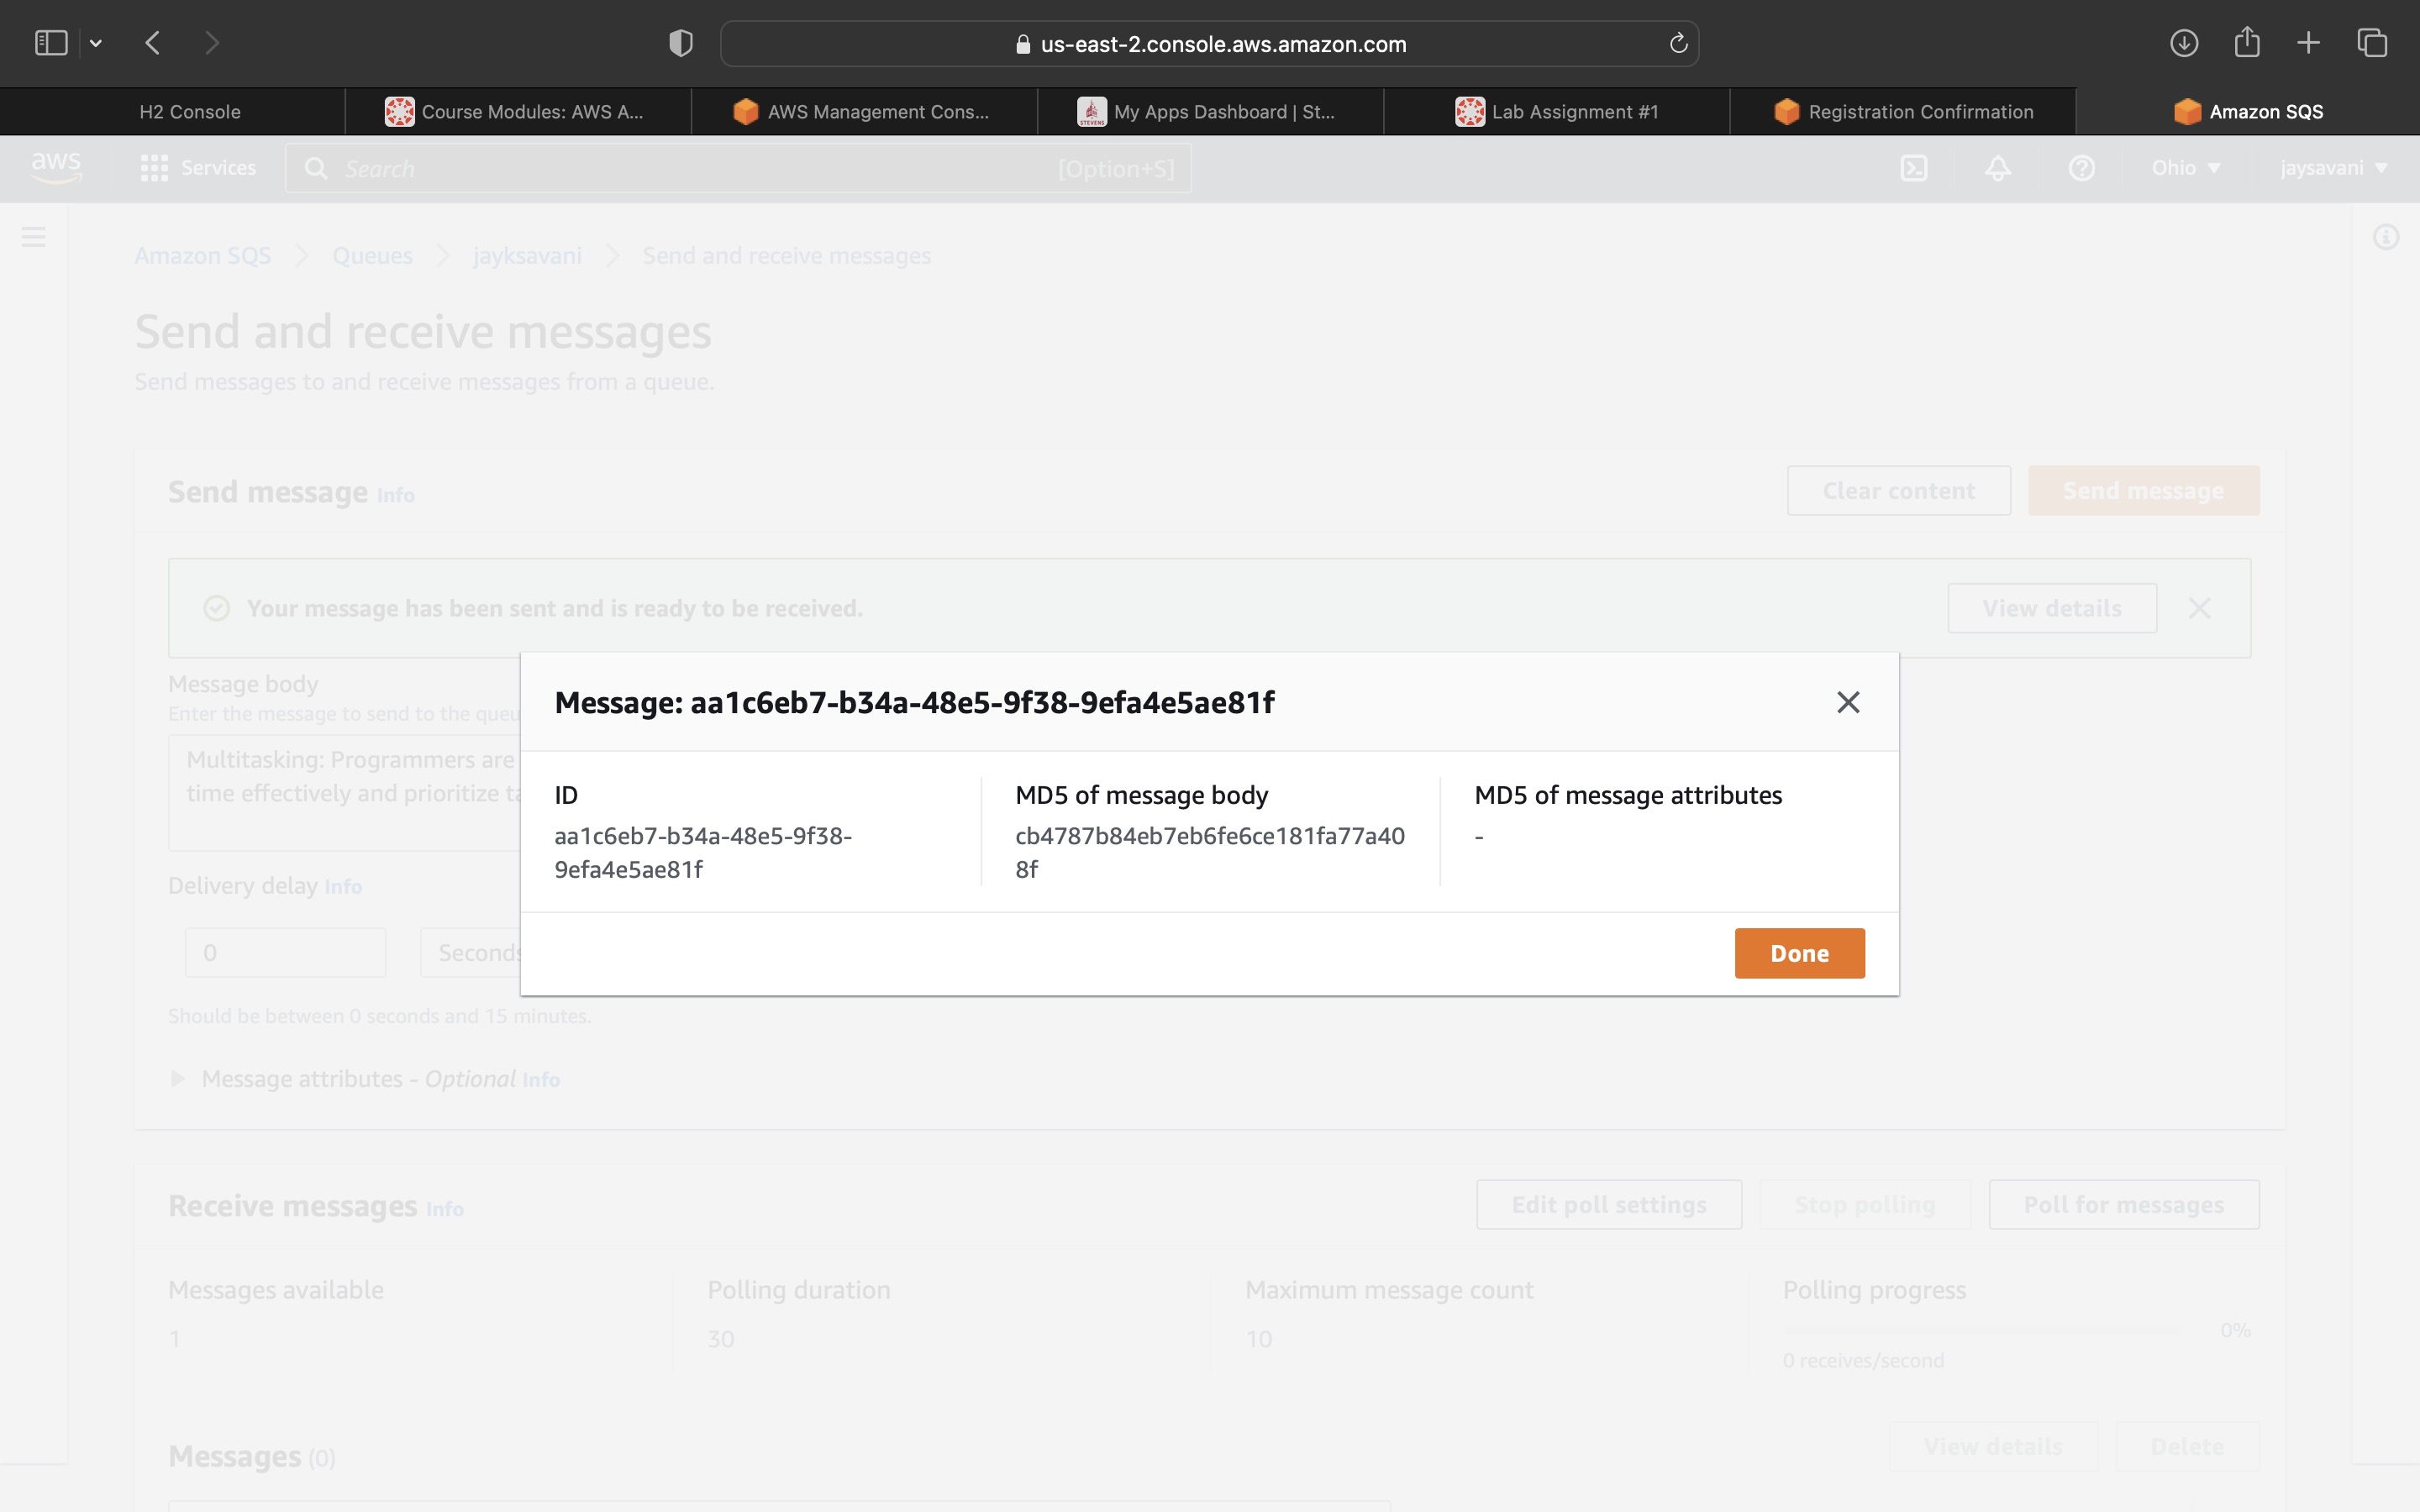 us-east-2.console.aws.amazon.com
H2 Console
Course Modules: AWS A...
AWS Management Cons...
STEVENS
My Apps Dashboard | St...
Lab Assignment #1
Registration Confirmation
Amazon SQS
aws
Services
Search
[Option+S]
Ohio
jaysavani
Amazon SQS
Queues
jayksavani
Send and receive messages
Send and receive messages
Send messages to and receive messages from a queue.
Send message Info
Clear content
Send message
Your message has been sent and is ready to be received.
View details
Message body
Enter the message to send to the queu
Multitasking: Programmers are
time effectively and prioritize ta
Message: aa1c6eb7-b34a-48e5-9f38-9efa4e5ae81f
ID
aa1c6eb7-b34a-48e5-9f38-
9efa4e5ae81f
MD5 of message body
cb4787b84eb7eb6fe6ce181fa77a40
8f
MD5 of message attributes
-
Done
Delivery delay Info
0
Seconds
Should be between 0 seconds and 15 minutes.
Message attributes - Optional Info
Receive messages Info
Edit poll settings
Stop polling
Poll for messages
Messages available
1
Polling duration
30
Maximum message count
10
Polling progress
0%
0 receives/second
Messages (0)
View details
Delete